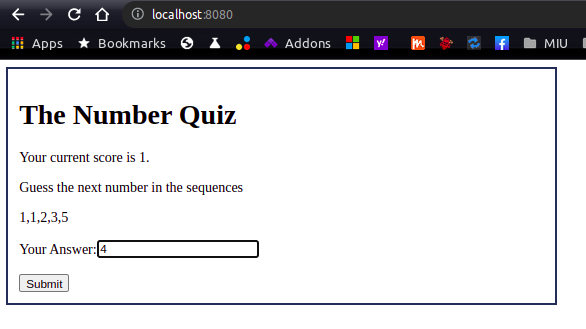 localhost:8080
Apps Bookmarks Addons MIU
The Number Quiz
Your current score is 1.
Guess the next number in the sequences
1,1,2,3,5
Your Answer: 4
Submit